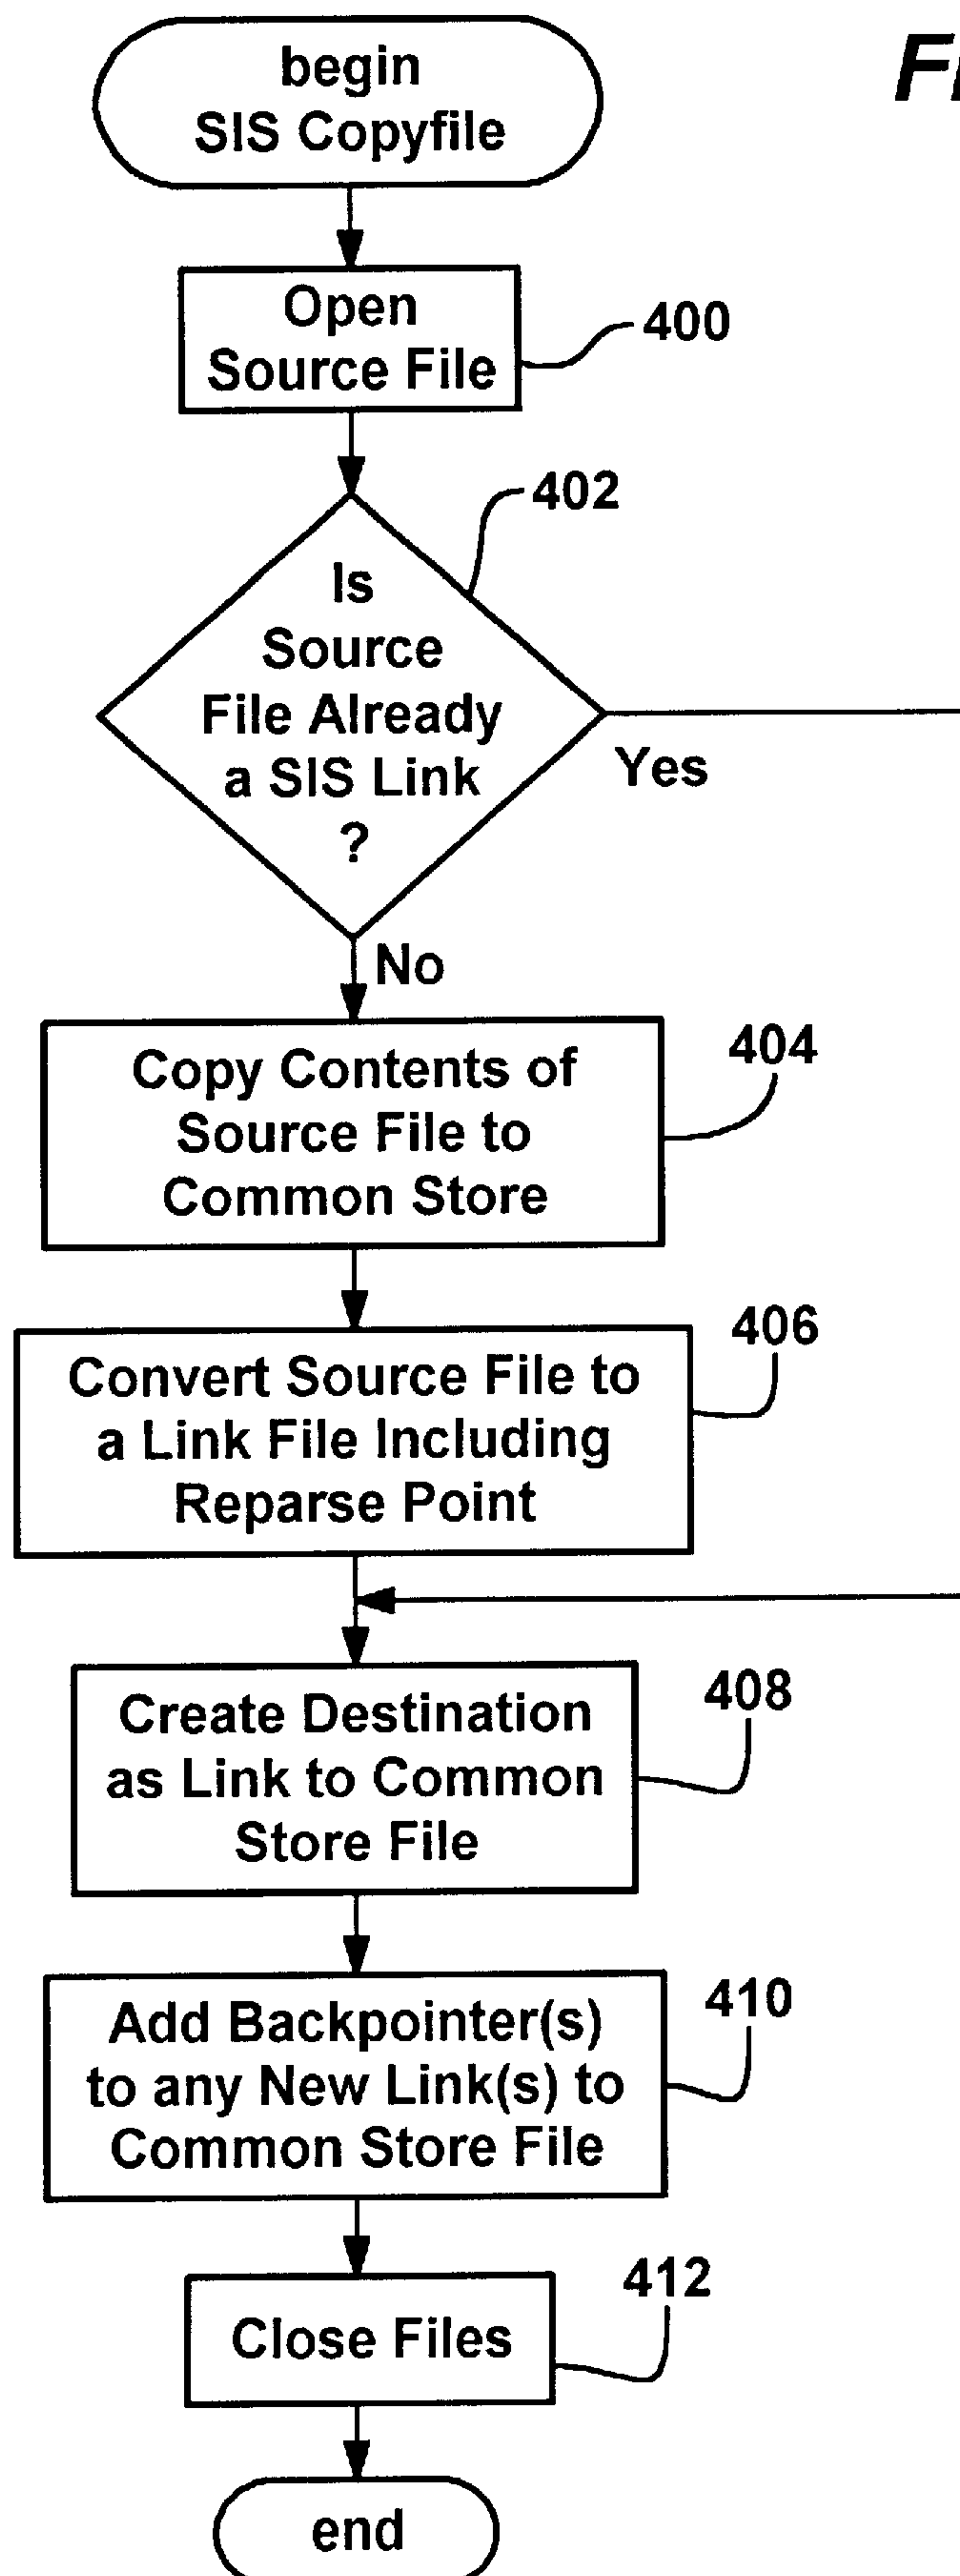 begin
SIS Copyfile
Open
Source File
400
402
Is
Source
File Already
a SIS Link
?
Yes
No
Copy Contents of
Source File to
Common Store
404
Convert Source File to
a Link File Including
Reparse Point
406
Create Destination
as Link to Common
Store File
408
Add Backpointer(s)
to any New Link(s) to
Common Store File
410
Close Files
412
end